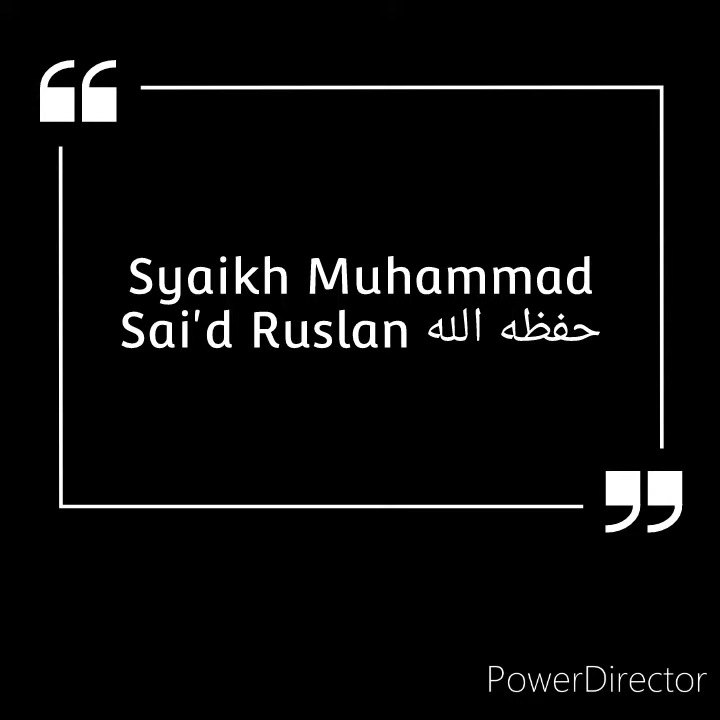 Syaikh Muhammad
Sai'd Ruslan حفظه الله
PowerDirector